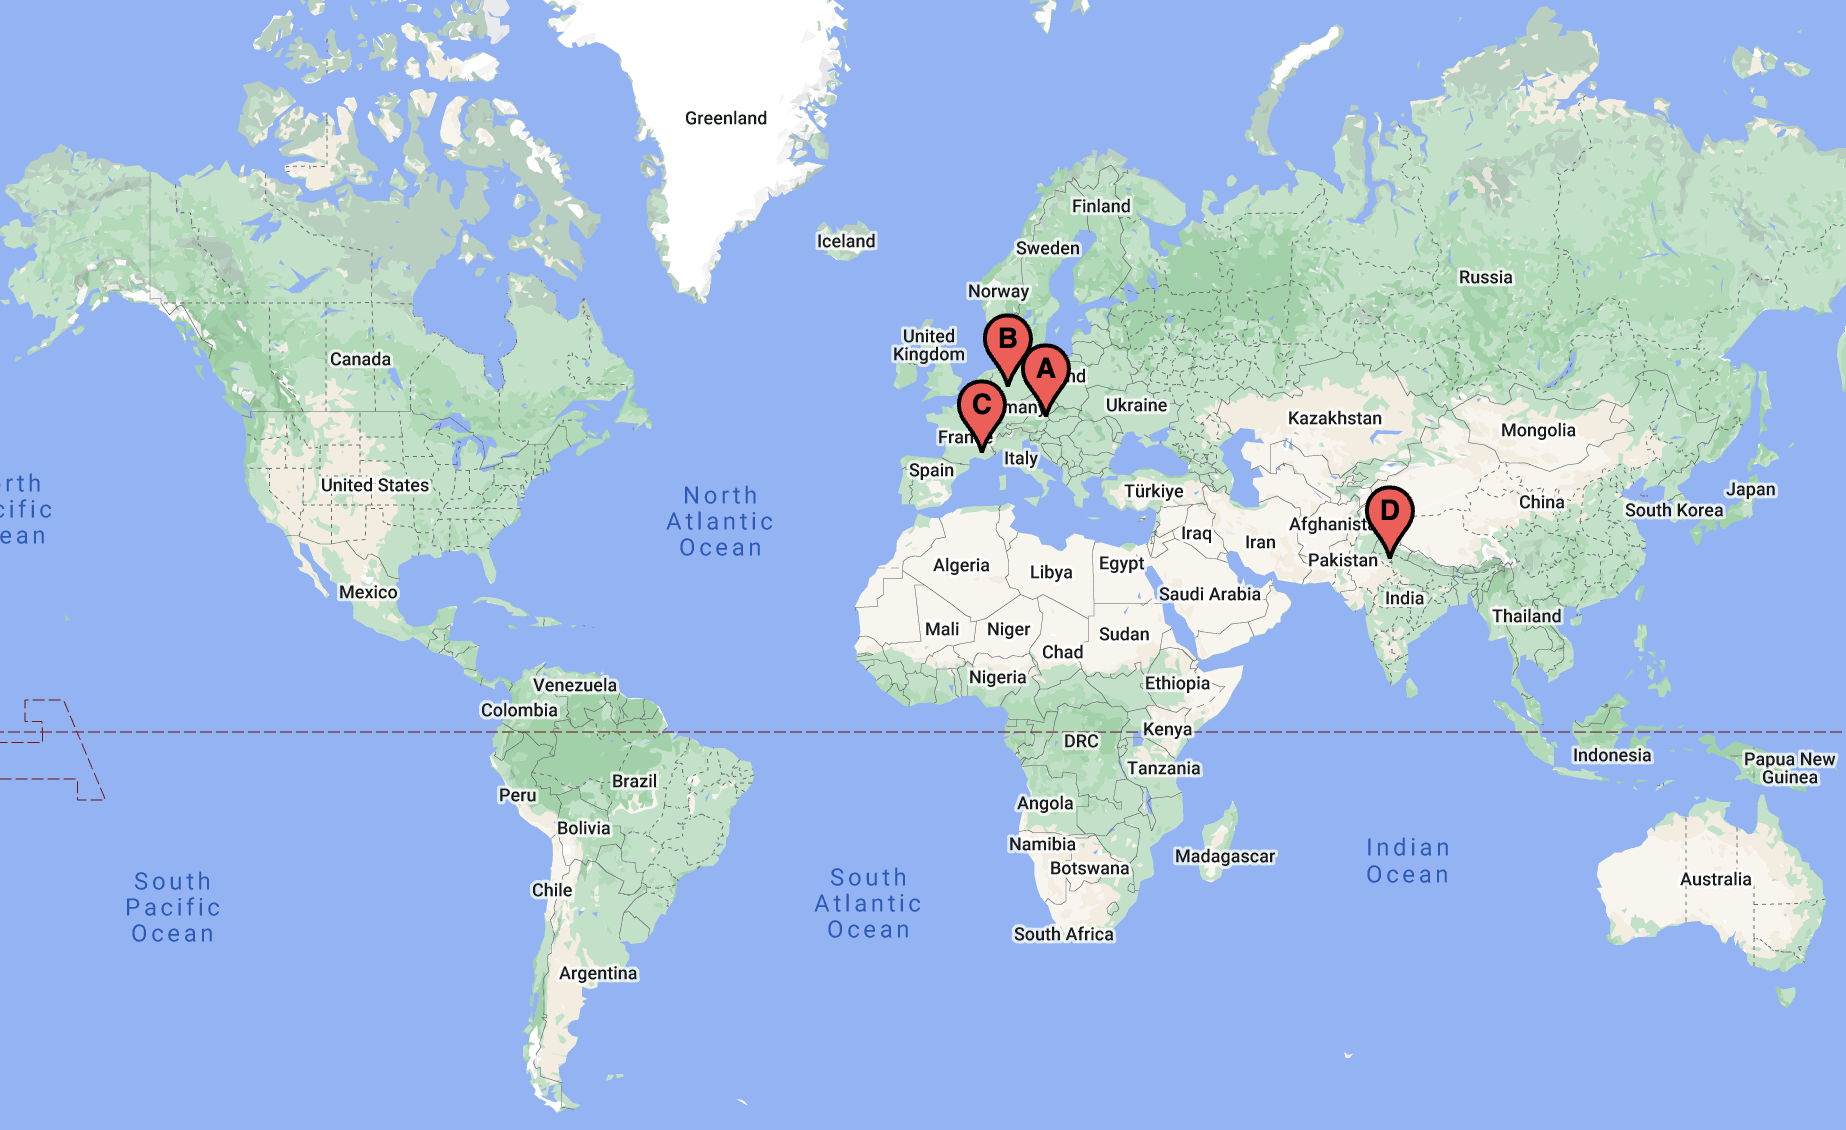 Greenland
Iceland
Finland
Sweden
Norway
Russia
United
Kingdom
B
A
nd
Canada
C
many
Ukraine
Kazakhstan
Mongolia
France
Italy
Spain
United States
Türkiye
Japan
China
South Korea
D
North
Atlantic
Ocean
rth
cific
ean
Afghanista
Iraq
Iran
Pakistan
Algeria
Libya
Egypt
Saudi Arabia
India
Mexico
Thailand
Mali
Niger
Sudan
Chad
Nigeria
Ethiopia
Venezuela
Colombia
Kenya
DRC
Indonesia
Tanzania
Papua New
Guinea
Brazil
Peru
Angola
Bolivia
Namibia
Botswana
Madagascar
Indian
Ocean
Australia
South
Pacific
Ocean
Chile
South
Atlantic
Ocean
South Africa
Argentina